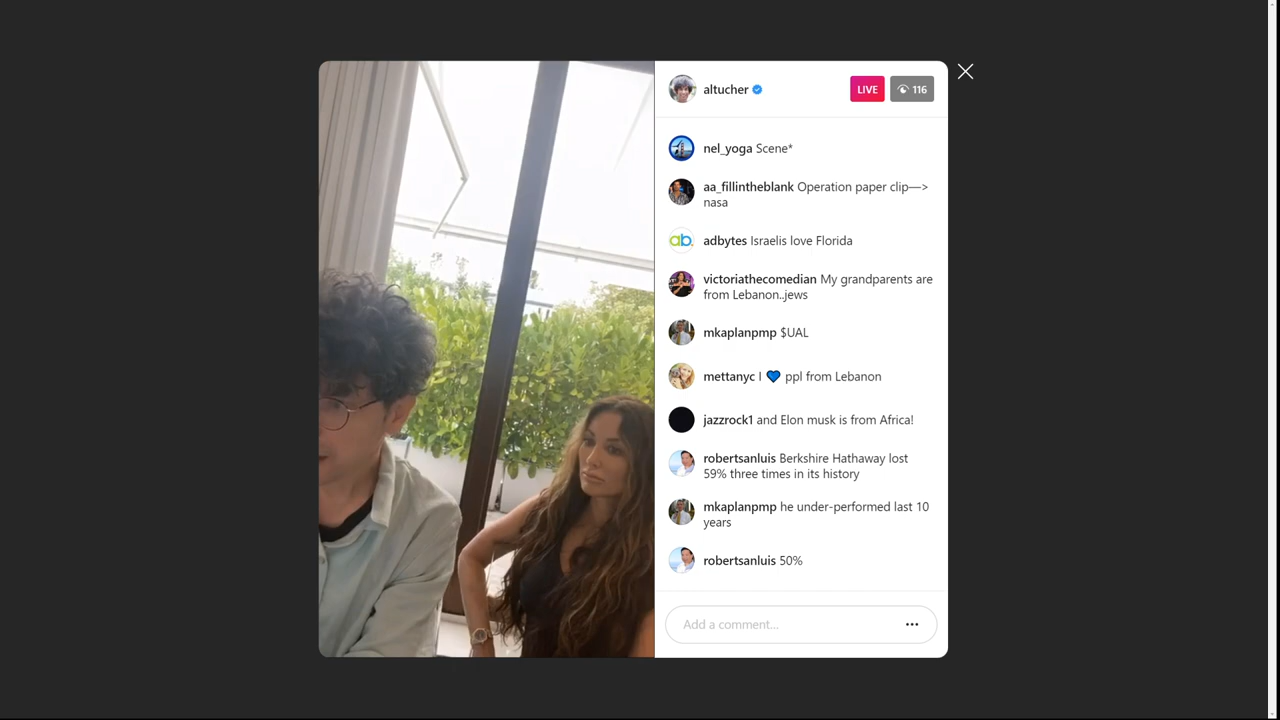 altucher
LIVE
116
nel_yoga Scene*
aa_fillintheblank Operation paper clip—>
nasa
ab.
adbytes Israelis love Florida
victoriathecomedian My grandparents are
from Lebanon..jews
mkaplanpmp $UAL
mettanyc I 💙 ppl from Lebanon
jazzrock1 and Elon musk is from Africa!
robertsanluis Berkshire Hathaway lost
59% three times in its history
mkaplanpmp he under-performed last 10
years
robertsanluis 50%
Add a comment...